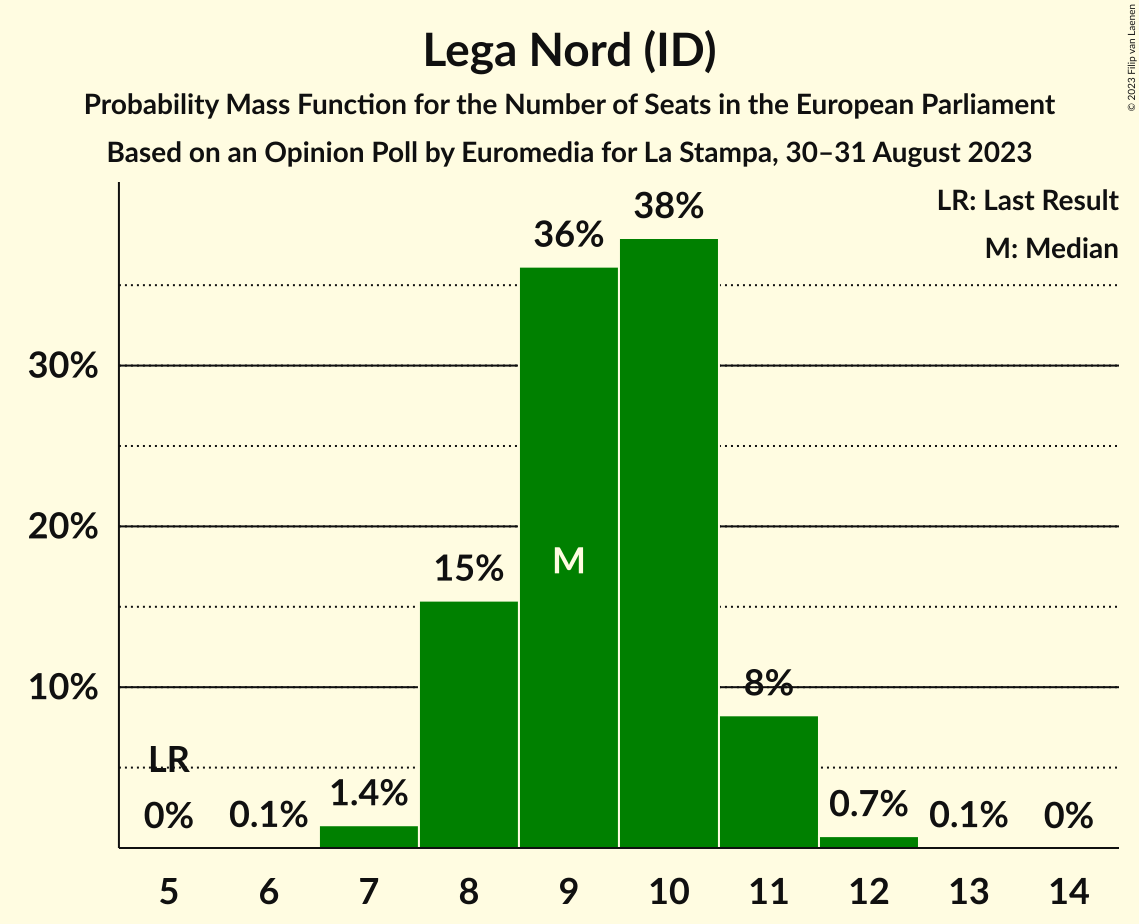 Lega Nord (ID)
Probability Mass Function for the Number of Seats in the European Parliament
Based on an Opinion Poll by Euromedia for La Stampa, 30–31 August 2023
© 2023 Filip van Laenen
LR: Last Result
M: Median
38%
36%
30%
20%
15%
M
10%
8%
LR
0%
0.1%
1.4%
0.7%
0.1%
0%
5 6 7 8 9 10 11 12 13 14